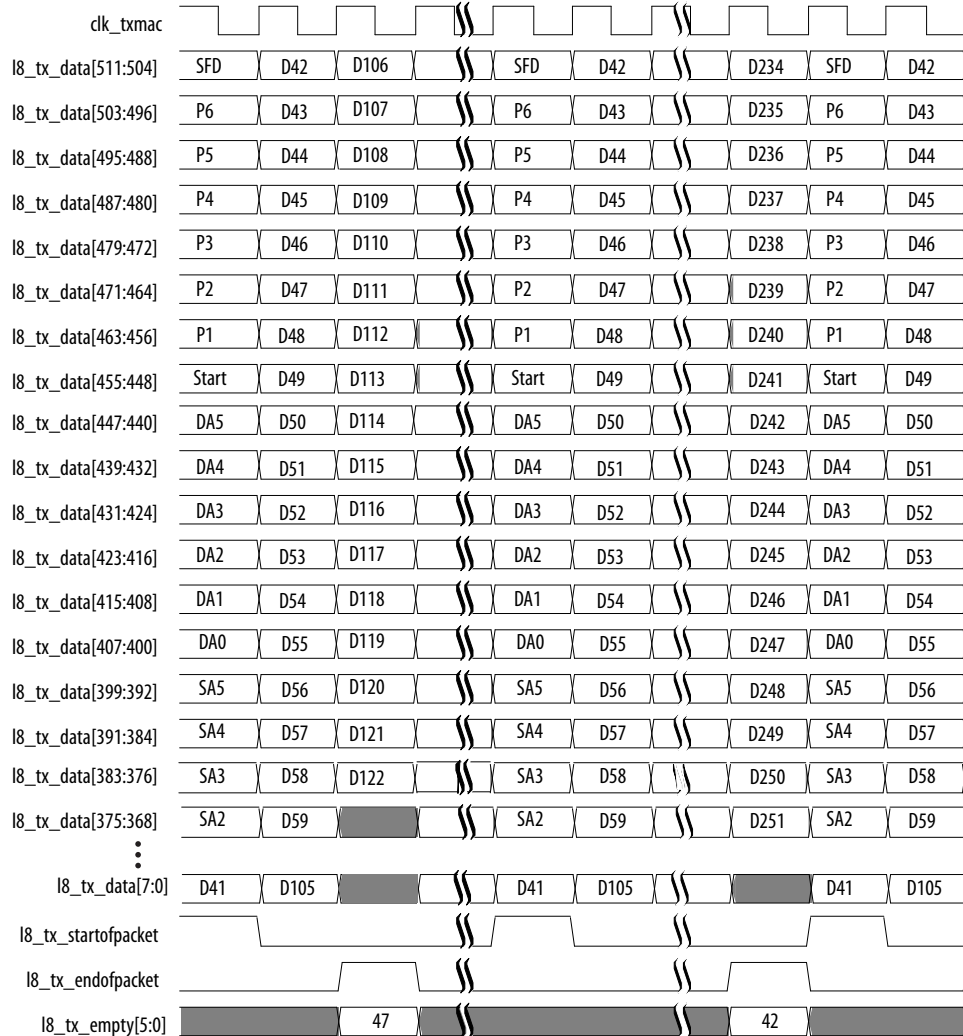 clk_txmac
l8_tx_data[511:504] SFD D42 D106 SFD D42 D234 SFD D42
l8_tx_data[503:496] P6 D43 D107 P6 D43 D235 P6 D43
l8_tx_data[495:488] P5 D44 D108 P5 D44 D236 P5 D44
l8_tx_data[487:480] P4 D45 D109 P4 D45 D237 P4 D45
l8_tx_data[479:472] P3 D46 D110 P3 D46 D238 P3 D46
l8_tx_data[471:464] P2 D47 D111 P2 D47 D239 P2 D47
l8_tx_data[463:456] P1 D48 D112 P1 D48 D240 P1 D48
l8_tx_data[455:448] Start D49 D113 Start D49 D241 Start D49
l8_tx_data[447:440] DA5 D50 D114 DA5 D50 D242 DA5 D50
l8_tx_data[439:432] DA4 D51 D115 DA4 D51 D243 DA4 D51
l8_tx_data[431:424] DA3 D52 D116 DA3 D52 D244 DA3 D52
l8_tx_data[423:416] DA2 D53 D117 DA2 D53 D245 DA2 D53
l8_tx_data[415:408] DA1 D54 D118 DA1 D54 D246 DA1 D54
l8_tx_data[407:400] DA0 D55 D119 DA0 D55 D247 DA0 D55
l8_tx_data[399:392] SA5 D56 D120 SA5 D56 D248 SA5 D56
l8_tx_data[391:384] SA4 D57 D121 SA4 D57 D249 SA4 D57
l8_tx_data[383:376] SA3 D58 D122 SA3 D58 D250 SA3 D58
l8_tx_data[375:368] SA2 D59 SA2 D59 D251 SA2 D59
l8_tx_data[7:0] D41 D105 D41 D105 D41 D105
l8_tx_startofpacket
l8_tx_endofpacket
l8_tx_empty[5:0] 47 42